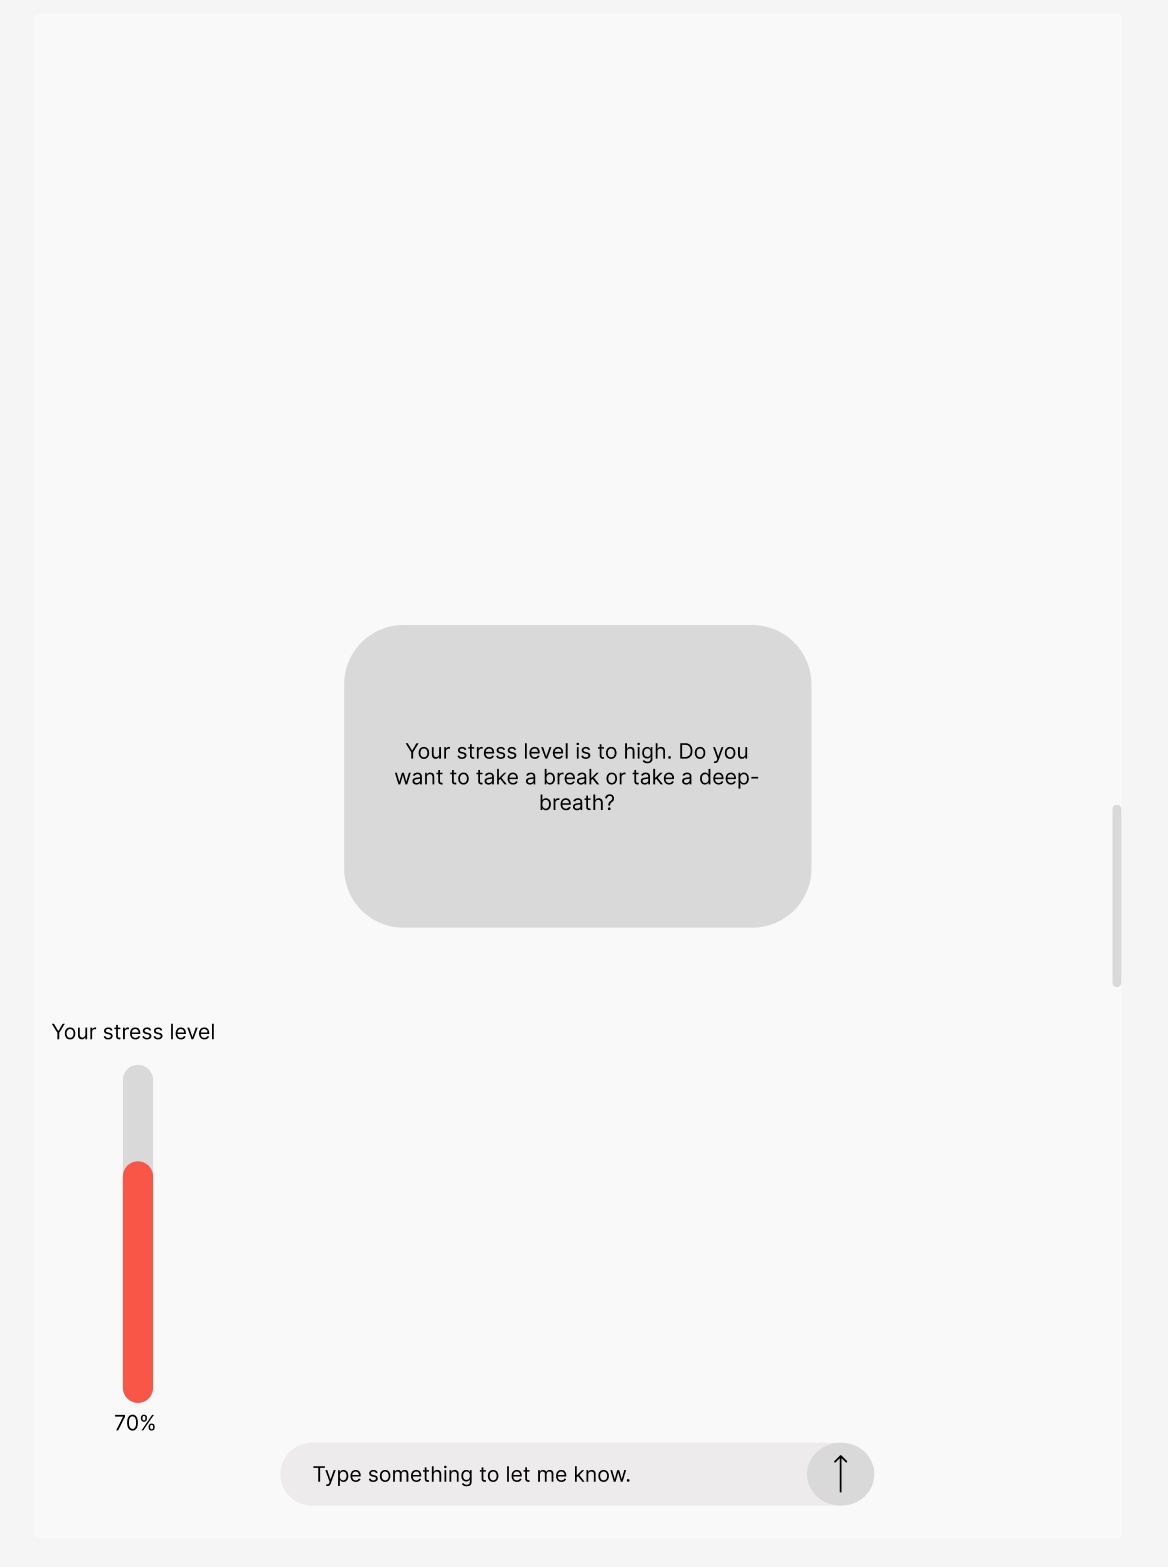 Your stress level is to high. Do you
want to take a break or take a deep-
breath?
Your stress level
70%
Type something to let me know.